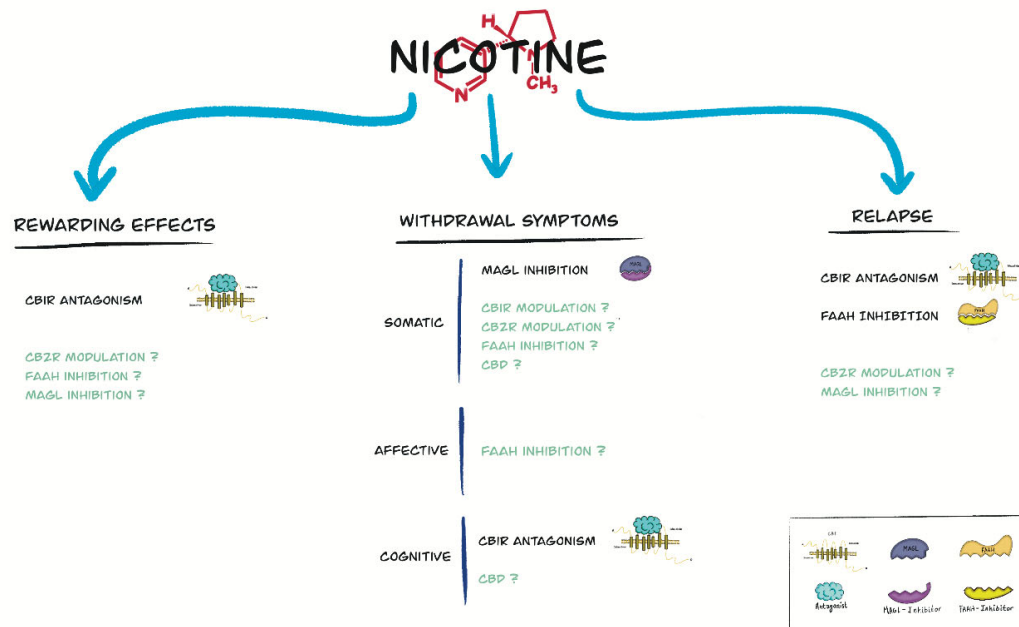 NICOTINE
H
N
CH3
N
REWARDING EFFECTS
CB1R ANTAGONISM
CB2R MODULATION ?
FAAH INHIBITION ?
MAGL INHIBITION ?
WITHDRAWAL SYMPTOMS
SOMATIC
MAGL INHIBITION
MAGL
CB1R MODULATION ?
CB2R MODULATION ?
FAAH INHIBITION ?
CBD ?
AFFECTIVE
FAAH INHIBITION ?
COGNITIVE
CB1R ANTAGONISM
CBD ?
RELAPSE
CB1R ANTAGONISM
FAAH INHIBITION
FAAH
CB2R MODULATION ?
MAGL INHIBITION ?
MAGL
FAAH
Antagonist
MAGL-Inhibitor
FAAH-Inhibitor